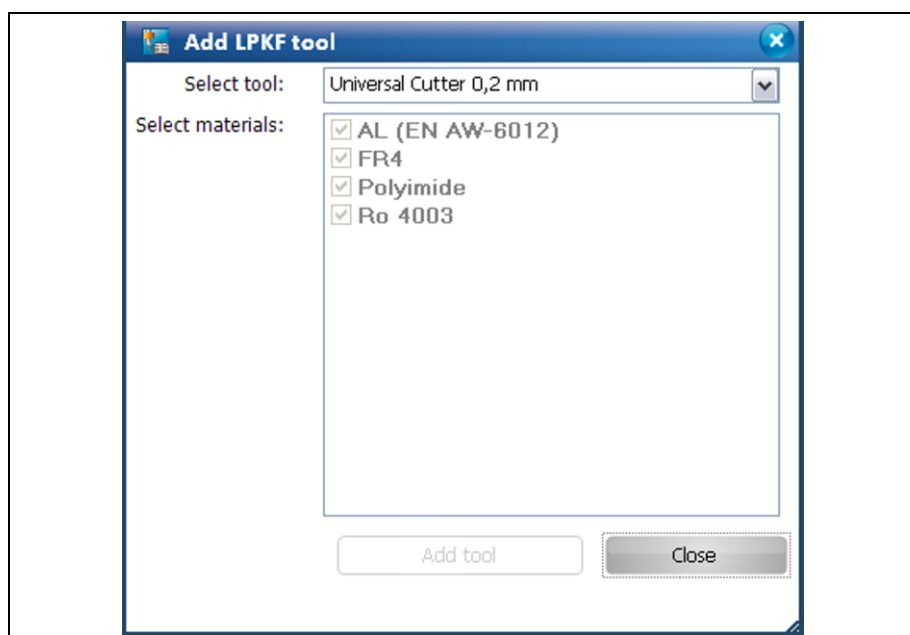 Add LPKF tool
Select tool: Universal Cutter 0,2 mm
Select materials:
AL (EN AW-6012)
FR4
Polyimide
Ro 4003
Add tool Close